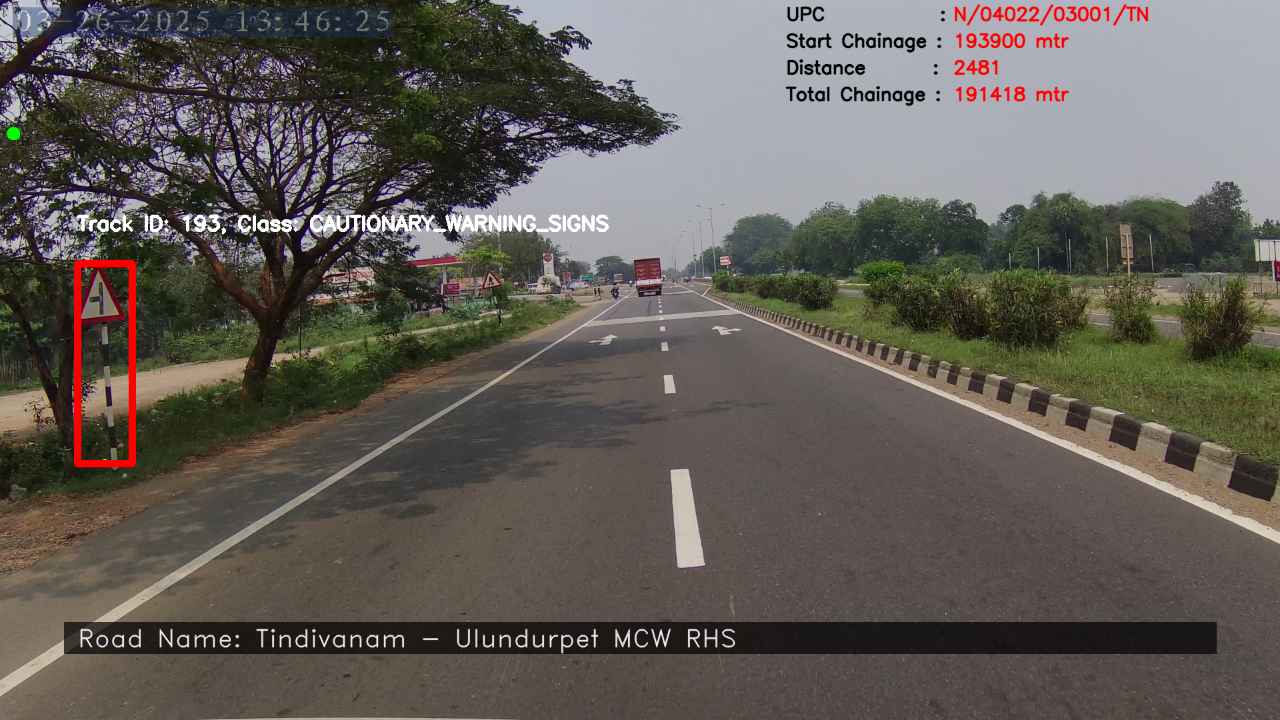 03-26-2025 13:46:25
UPC : N/04022/03001/TN
Start Chainage : 193900 mtr
Distance : 2481
Total Chainage : 191418 mtr
Track ID: 193, Class: CAUTIONARY_WARNING_SIGNS
Road Name: Tindivanam - Ulundurpet MCW RHS